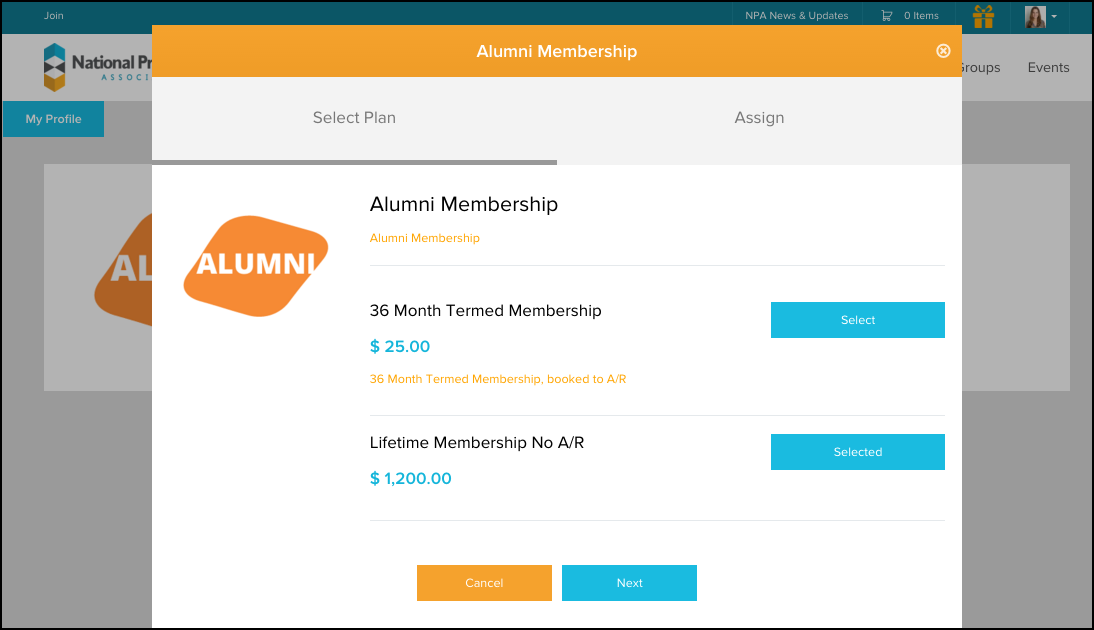 Join
NPA News & Updates
0 Items
Alumni Membership
National Pr
ASSOCI
Groups
Events
My Profile
Select Plan
Assign
AL
ALUMNI
Alumni Membership
Alumni Membership
36 Month Termed Membership
Select
$ 25.00
36 Month Termed Membership, booked to A/R
Lifetime Membership No A/R
Selected
$ 1,200.00
Cancel
Next